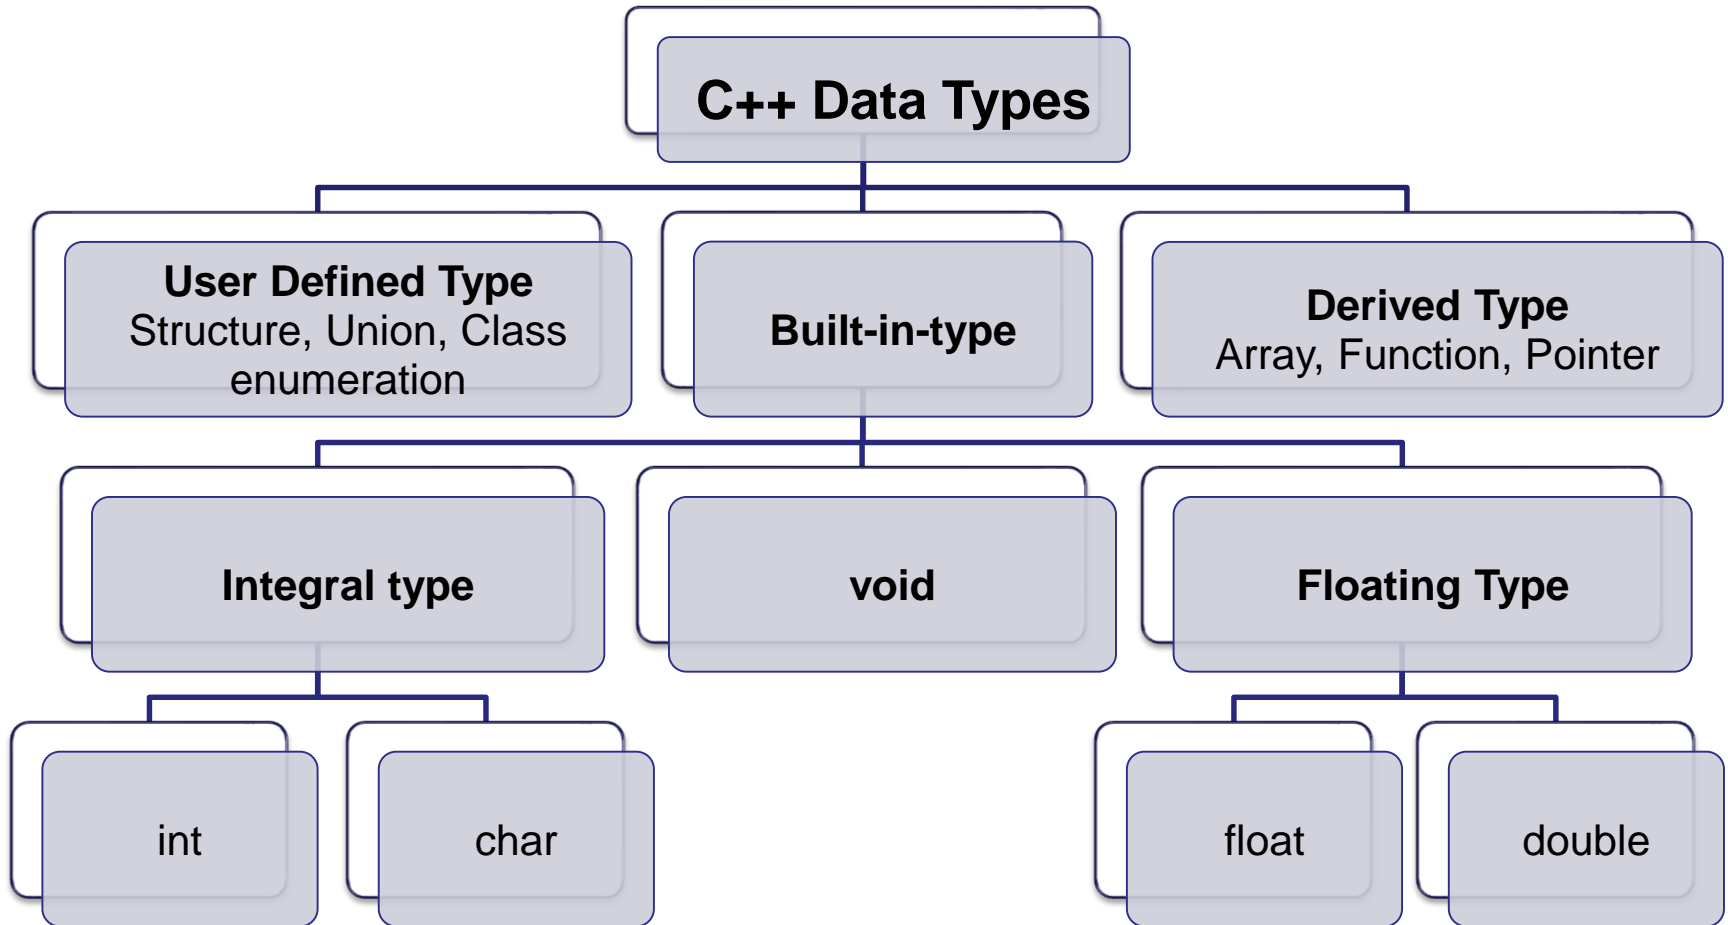 C++ Data Types
User Defined Type
Structure, Union, Class
enumeration
Built-in-type
Derived Type
Array, Function, Pointer
Integral type
void
Floating Type
int
char
float
double